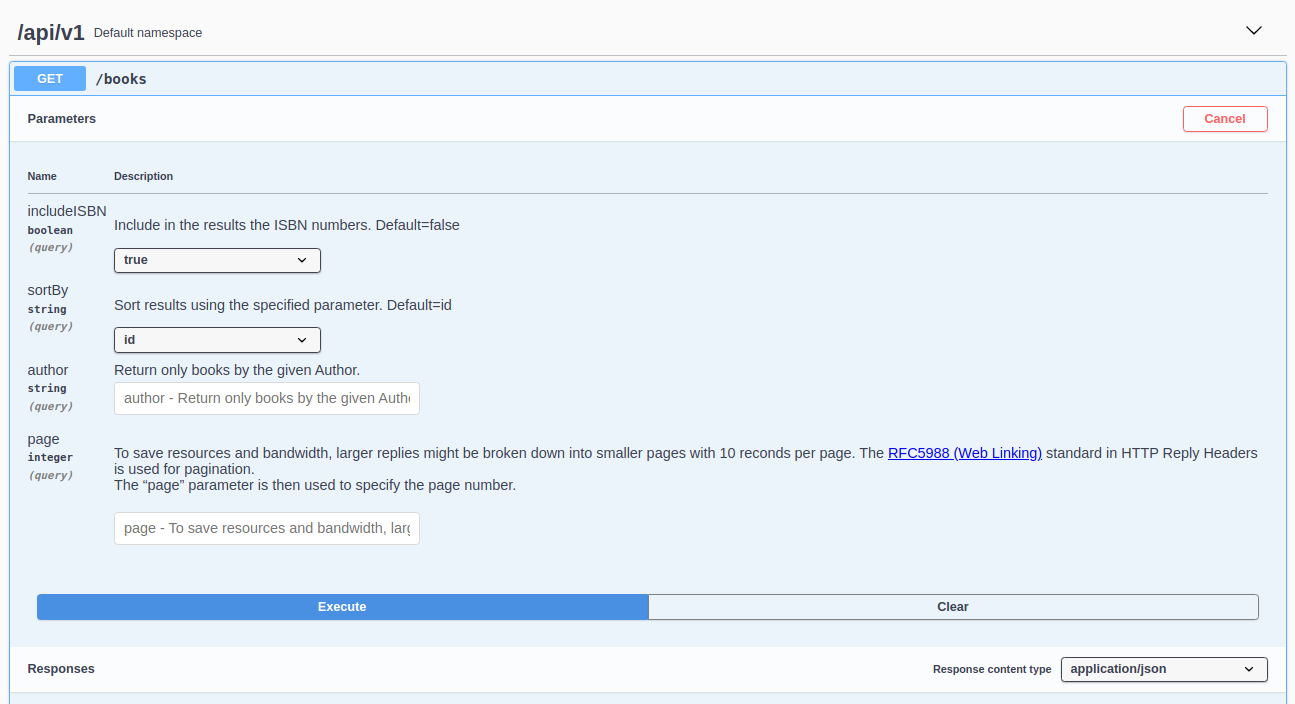 /api/v1 Default namespace
GET /books
Parameters
Cancel
Name Description
includeISBN
boolean
(query)
Include in the results the ISBN numbers. Default=false
true
sortBy
string
(query)
Sort results using the specified parameter. Default=id
id
author
string
(query)
Return only books by the given Author.
author - Return only books by the given Autho
page
integer
(query)
To save resources and bandwidth, larger replies might be broken down into smaller pages with 10 reconds per page. The RFC5988 (Web Linking) standard in HTTP Reply Headers
is used for pagination.
The “page” parameter is then used to specify the page number.
page - To save resources and bandwidth, larg
Execute
Clear
Responses
Response content type application/json